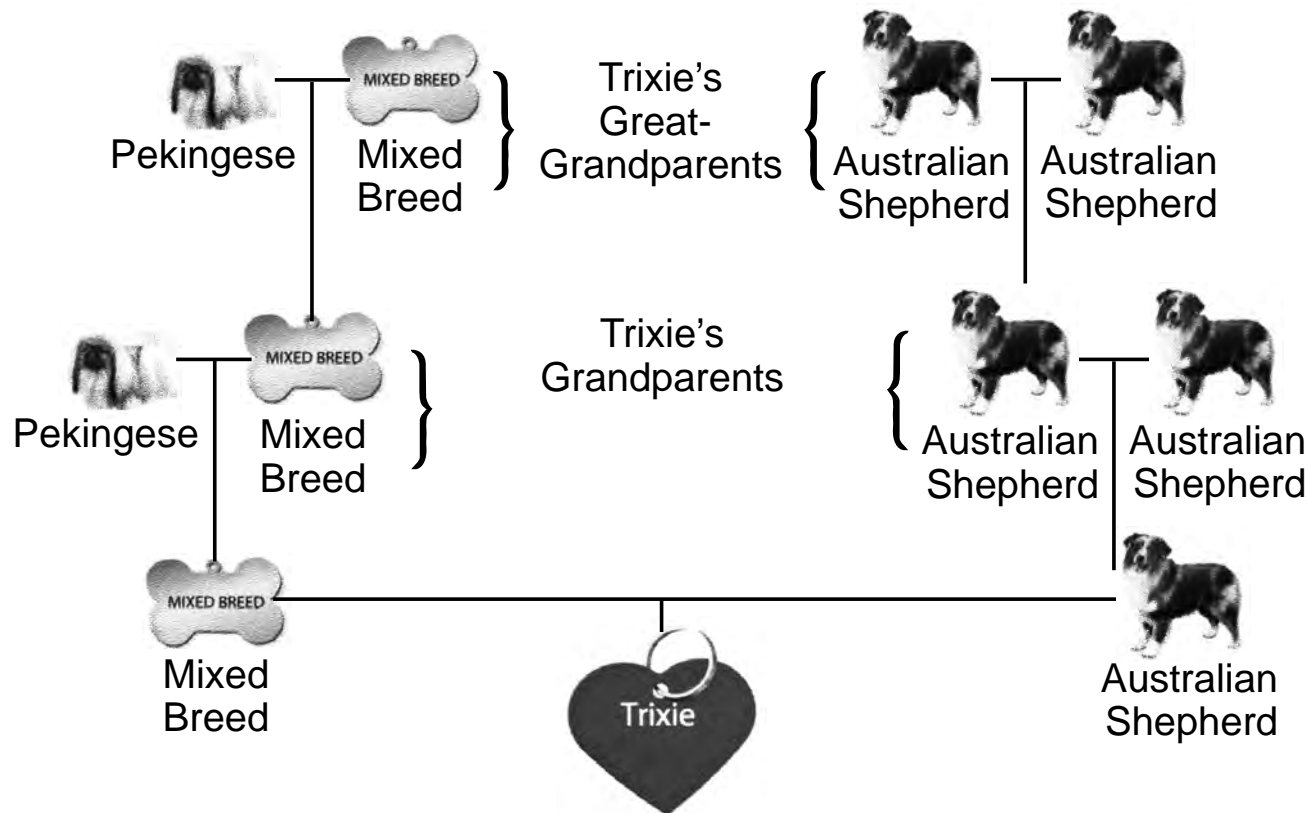 MIXED BREED
Pekingese
Mixed
Breed
Trixie's
Great-
Grandparents
Australian
Shepherd
Australian
Shepherd
MIXED BREED
Pekingese
Mixed
Breed
Trixie's
Grandparents
Australian
Shepherd
Australian
Shepherd
MIXED BREED
Mixed
Breed
Trixie
Australian
Shepherd